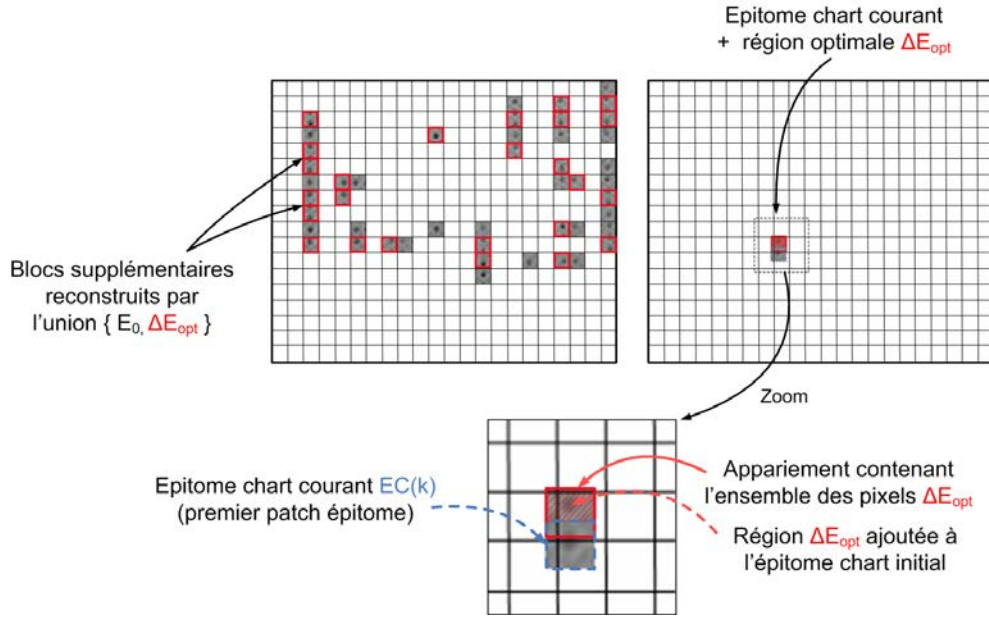 Epitome chart courant
+ région optimale ΔEopt
Blocs supplémentaires
reconstruits par
l'union { E0, ΔEopt }
Zoom
Epitome chart courant EC(k)
(premier patch épitome)
Appariement contenant
l'ensemble des pixels ΔEopt
Région ΔEopt ajoutée à
l'épitome chart initial